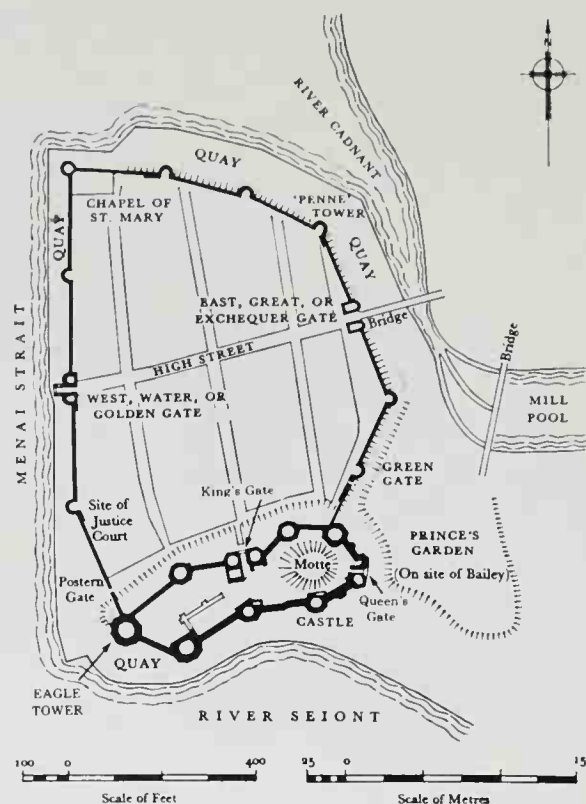 N
RIVER CADNANT
QUAY
CHAPEL OF
ST. MARY
'PENNE'
TOWER
QUAY
QUAY
EAST, GREAT, OR
EXCHEQUER GATE
Bridge
Bridge
HIGH STREET
MENAI STRAIT
WEST, WATER, OR
GOLDEN GATE
MILL
POOL
GREEN
GATE
King's Gate
Site of
Justice
Court
PRINCE'S
GARDEN
(On site of Bailey)
Motte
Postern
Gate
Queen's
Gate
CASTLE
QUAY
EAGLE
TOWER
RIVER SEIONT
100 0 400
Scale of Feet
25 0 15
Scale of Metres